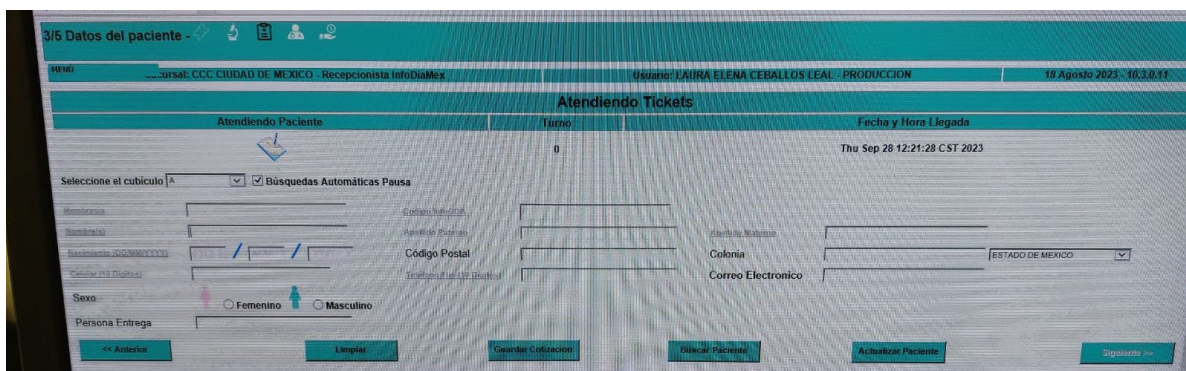 3/5 Datos del paciente -
MENÚ
Sucursal: CCC CIUDAD DE MEXICO - Recepcionista InfoDiaMex Usuario: LAURA ELENA CEBALLOS LEAL - PRODUCCION 18 Agosto 2023 - 10.3.0.11
Atendiendo Tickets
Atendiendo Paciente Turno Fecha y Hora Llegada
0 Thu Sep 28 12:21:28 CST 2023
Seleccione el cubiculo A Búsquedas Automáticas Pausa
Membrasía
Nombre(s) Apellido Paterno Apellido Materno
Nacimiento (DD/MM/YYYY) / / Código Postal Colonia ESTADO DE MEXICO
Celular (10 Digitos) Teléfono Fijo (10 Digitos) Correo Electronico
Sexo Femenino Masculino
Persona Entrega
<< Anterior Limpiar Guardar Cotizacion Buscar Paciente Actualizar Paciente Siguiente >>